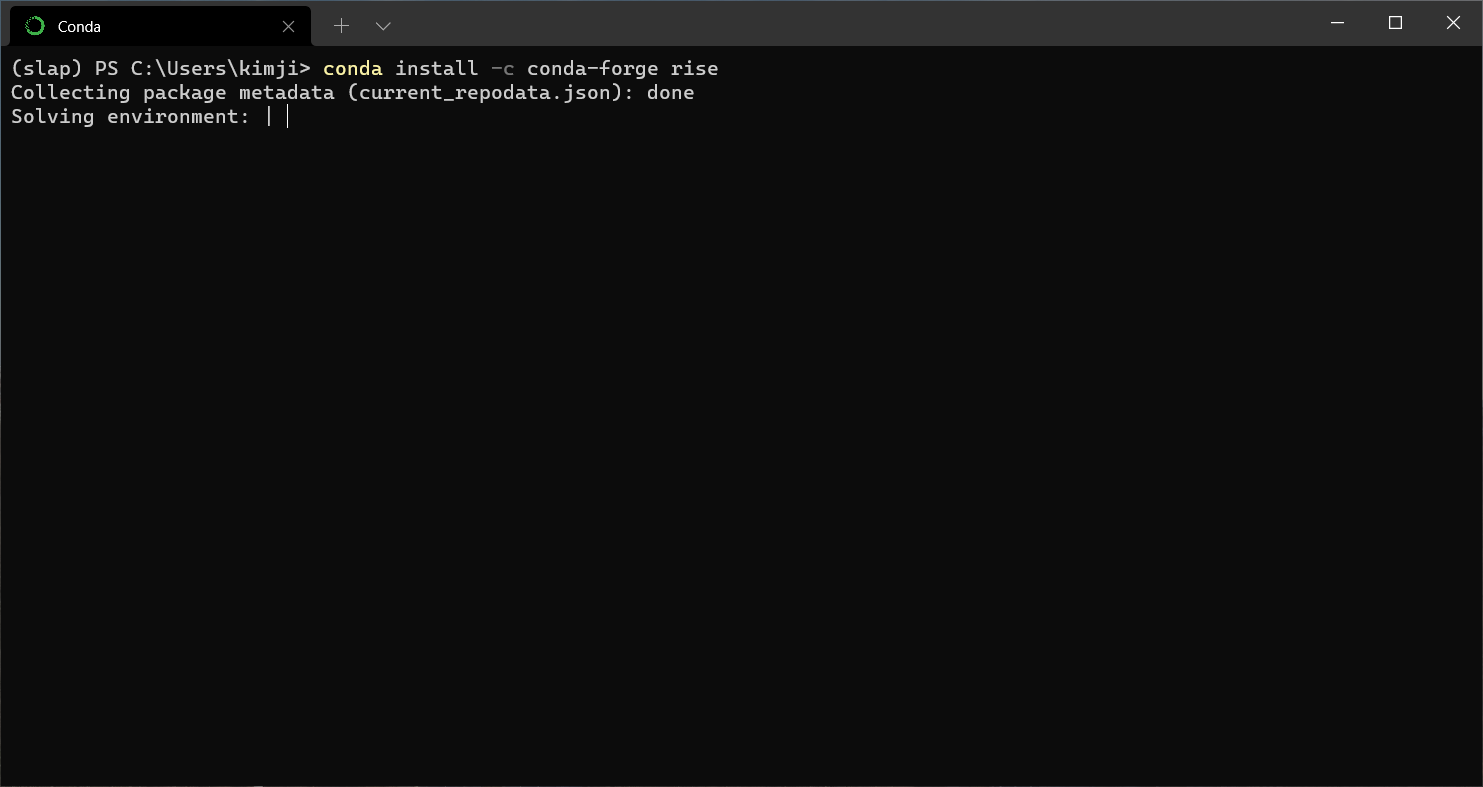 Conda
(slap) PS C:\Users\kimji> conda install -c conda-forge rise
Collecting package metadata (current_repodata.json): done
Solving environment: |